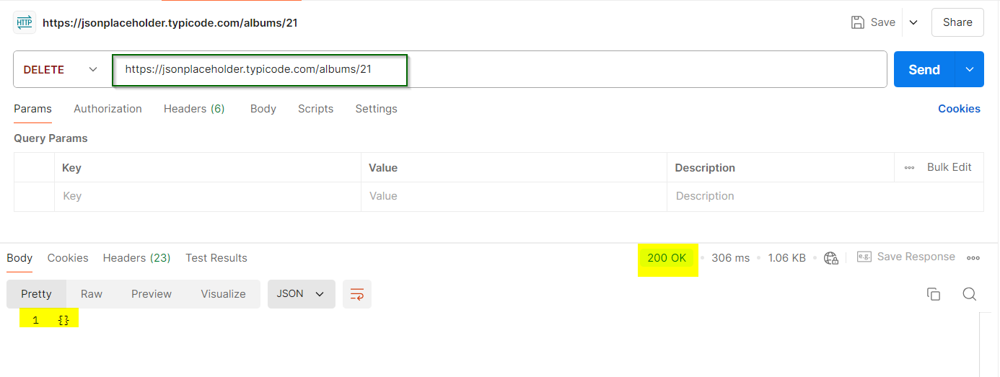 HTTP https://jsonplaceholder.typicode.com/albums/21 Save Share
DELETE https://jsonplaceholder.typicode.com/albums/21 Send
Params Authorization Headers (6) Body Scripts Settings Cookies
Query Params
Key Value Description Bulk Edit
Key Value Description
Body Cookies Headers (23) Test Results 200 OK 306 ms 1.06 KB e.g. Save Response
Pretty Raw Preview Visualize JSON
1 {}